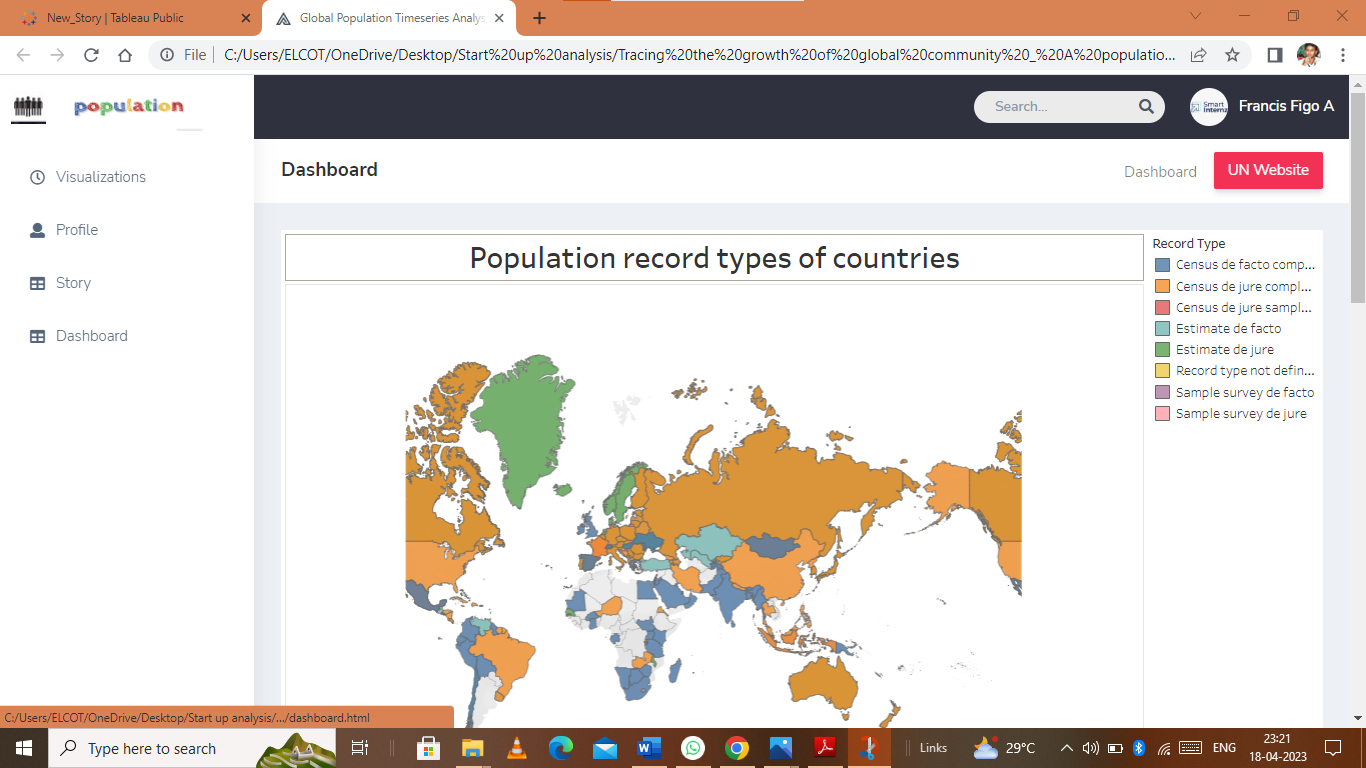 New_Story | Tableau Public
Global Population Timeseries Analys
File
C:/Users/ELCOT/OneDrive/Desktop/Start%20up%20analysis/Tracing%20the%20growth%20of%20global%20community%20_%20A%20populatio...
population
Search...
Smart
Internz
Francis Figo A
Visualizations
Profile
Story
Dashboard
Dashboard
Dashboard
UN Website
Population record types of countries
Record Type
Census de facto comp...
Census de jure compl...
Census de jure sampl...
Estimate de facto
Estimate de jure
Record type not defin...
Sample survey de facto
Sample survey de jure
C:/Users/ELCOT/OneDrive/Desktop/Start up analysis/.../dashboard.html
Type here to search
Links
29°C
ENG
23:21
18-04-2023